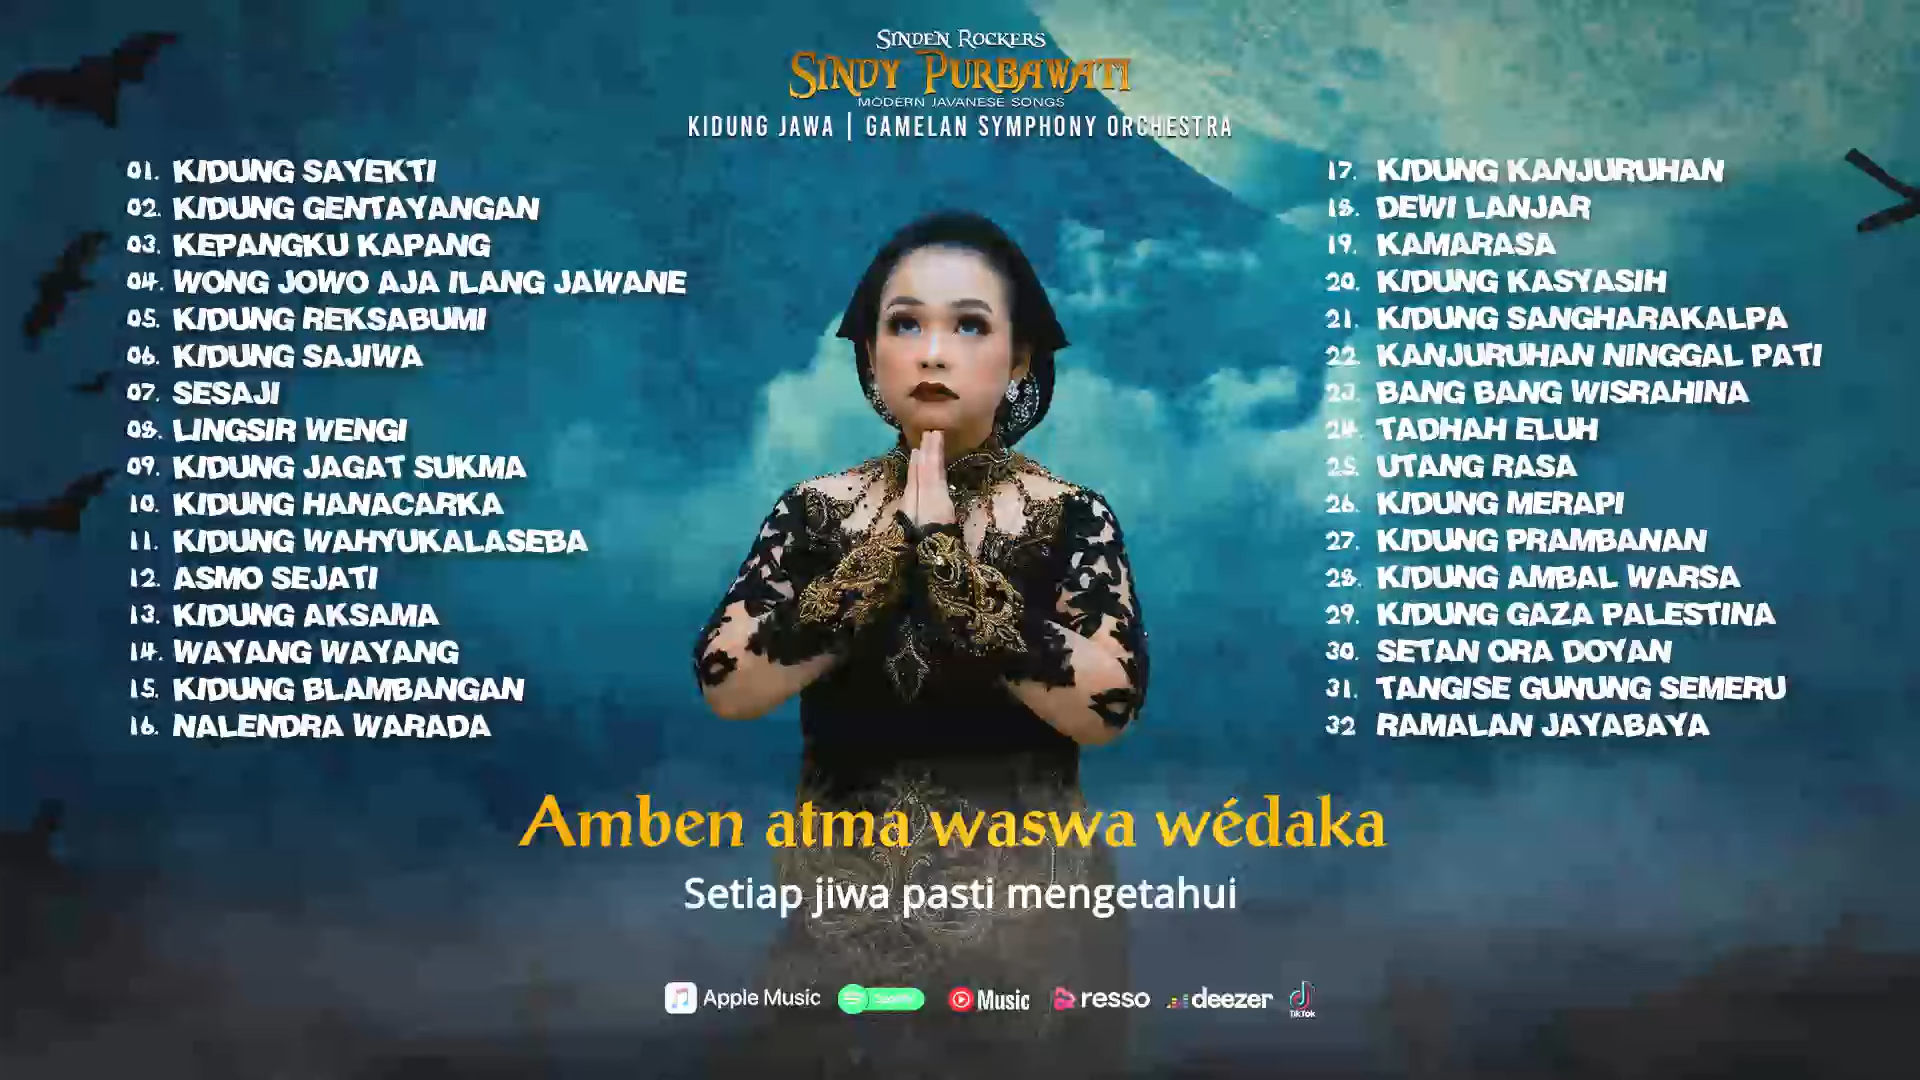 SINDEN ROCKERS
SINDY PURBAWATI
MODERN JAVANESE SONGS
KIDUNG JAWA | GAMELAN SYMPHONY ORCHESTRA
01. KIDUNG SAYEKTI
02. KIDUNG GENTAYANGAN
03. KEPANGKU KAPANG
04. WONG JOWO AJA ILANG JAWANE
05. KIDUNG REKSABUMI
06. KIDUNG SAJIWA
07. SESAJI
08. LINGSIR WENGI
09. KIDUNG JAGAT SUKMA
10. KIDUNG HANACARKA
11. KIDUNG WAHYUKALASEBA
12. ASMO SEJATI
13. KIDUNG AKSAMA
14. WAYANG WAYANG
15. KIDUNG BLAMBANGAN
16. NALENDRA WARADA
17. KIDUNG KANJURUHAN
18. DEWI LANJAR
19. KAMARASA
20. KIDUNG KASYASIH
21. KIDUNG SANGHARAKALPA
22. KANJURUHAN NINGGAL PATI
23. BANG BANG WISRAHINA
24. TADHAH ELUH
25. UTANG RASA
26. KIDUNG MERAPI
27. KIDUNG PRAMBANAN
28. KIDUNG AMBAL WARSA
29. KIDUNG GAZA PALESTINA
30. SETAN ORA DOYAN
31. TANGISE GUNUNG SEMERU
32 RAMALAN JAYABAYA
Amben atma waswa wédaka
Setiap jiwa pasti mengetahui
Apple Music Spotify Music resso deezer TikTok